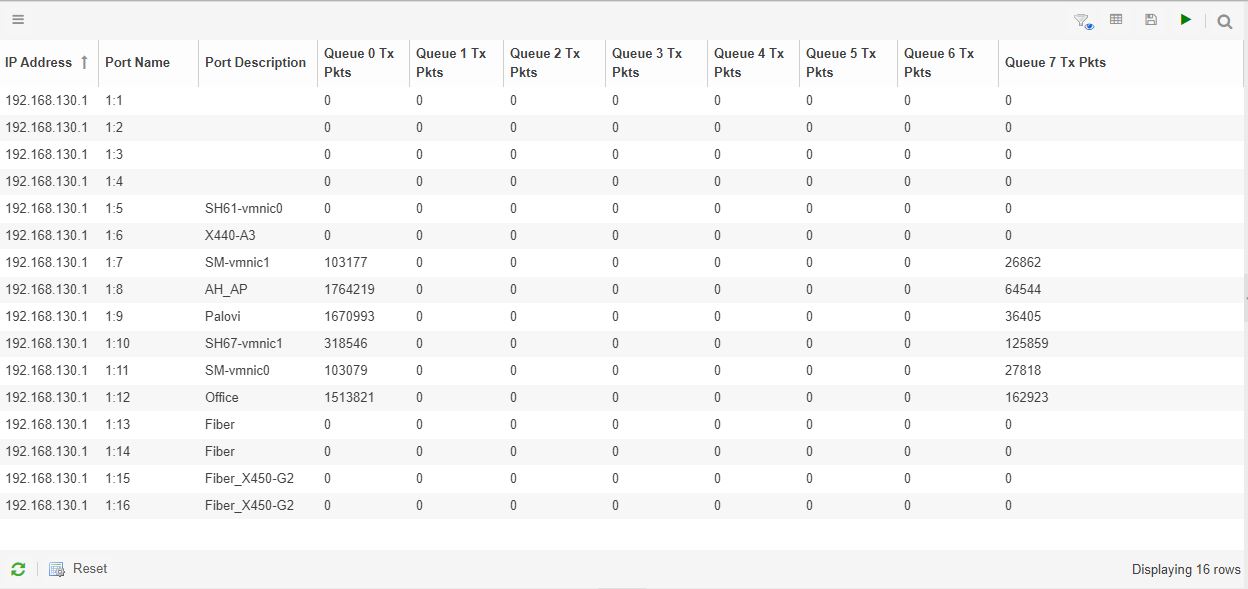 IP Address ↑ Port Name Port Description Queue 0 Tx Pkts Queue 1 Tx Pkts Queue 2 Tx Pkts Queue 3 Tx Pkts Queue 4 Tx Pkts Queue 5 Tx Pkts Queue 6 Tx Pkts Queue 7 Tx Pkts
192.168.130.1 1:1 0 0 0 0 0 0 0 0
192.168.130.1 1:2 0 0 0 0 0 0 0 0
192.168.130.1 1:3 0 0 0 0 0 0 0 0
192.168.130.1 1:4 0 0 0 0 0 0 0 0
192.168.130.1 1:5 SH61-vmnic0 0 0 0 0 0 0 0 0
192.168.130.1 1:6 X440-A3 0 0 0 0 0 0 0 0
192.168.130.1 1:7 SM-vmnic1 103177 0 0 0 0 0 0 26862
192.168.130.1 1:8 AH_AP 1764219 0 0 0 0 0 0 64544
192.168.130.1 1:9 Palovi 1670993 0 0 0 0 0 0 36405
192.168.130.1 1:10 SH67-vmnic1 318546 0 0 0 0 0 0 125859
192.168.130.1 1:11 SM-vmnic0 103079 0 0 0 0 0 0 27818
192.168.130.1 1:12 Office 1513821 0 0 0 0 0 0 162923
192.168.130.1 1:13 Fiber 0 0 0 0 0 0 0 0
192.168.130.1 1:14 Fiber 0 0 0 0 0 0 0 0
192.168.130.1 1:15 Fiber_X450-G2 0 0 0 0 0 0 0 0
192.168.130.1 1:16 Fiber_X450-G2 0 0 0 0 0 0 0 0
Reset Displaying 16 rows